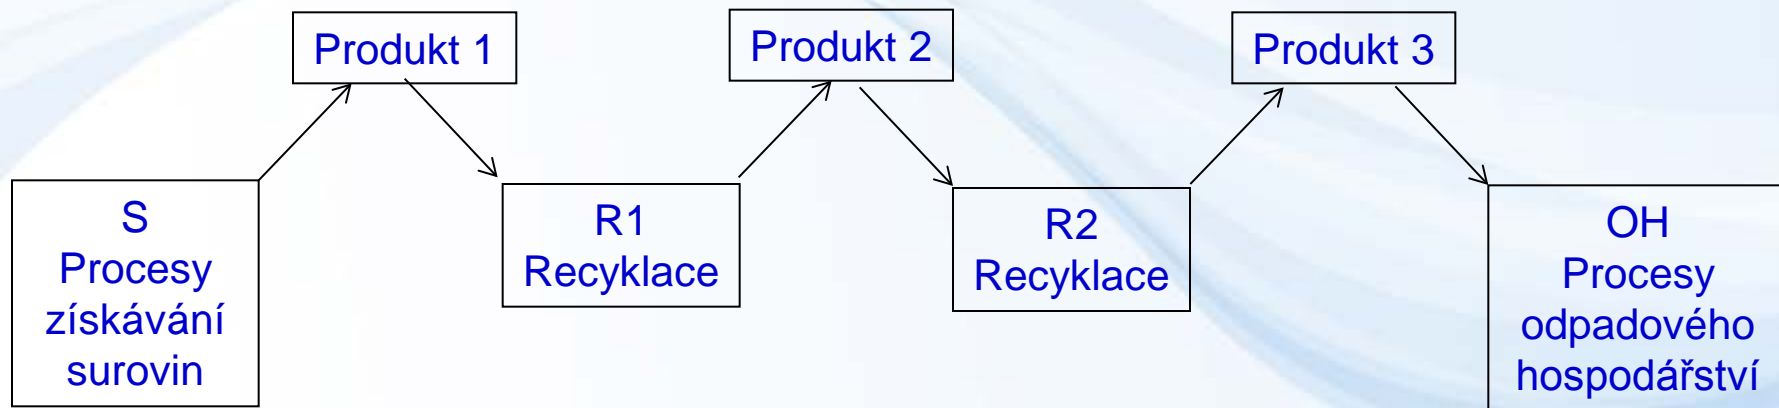 Produkt 1
Produkt 2
Produkt 3
S
Procesy
získávání
surovin
R1
Recyklace
R2
Recyklace
OH
Procesy
odpadového
hospodářství